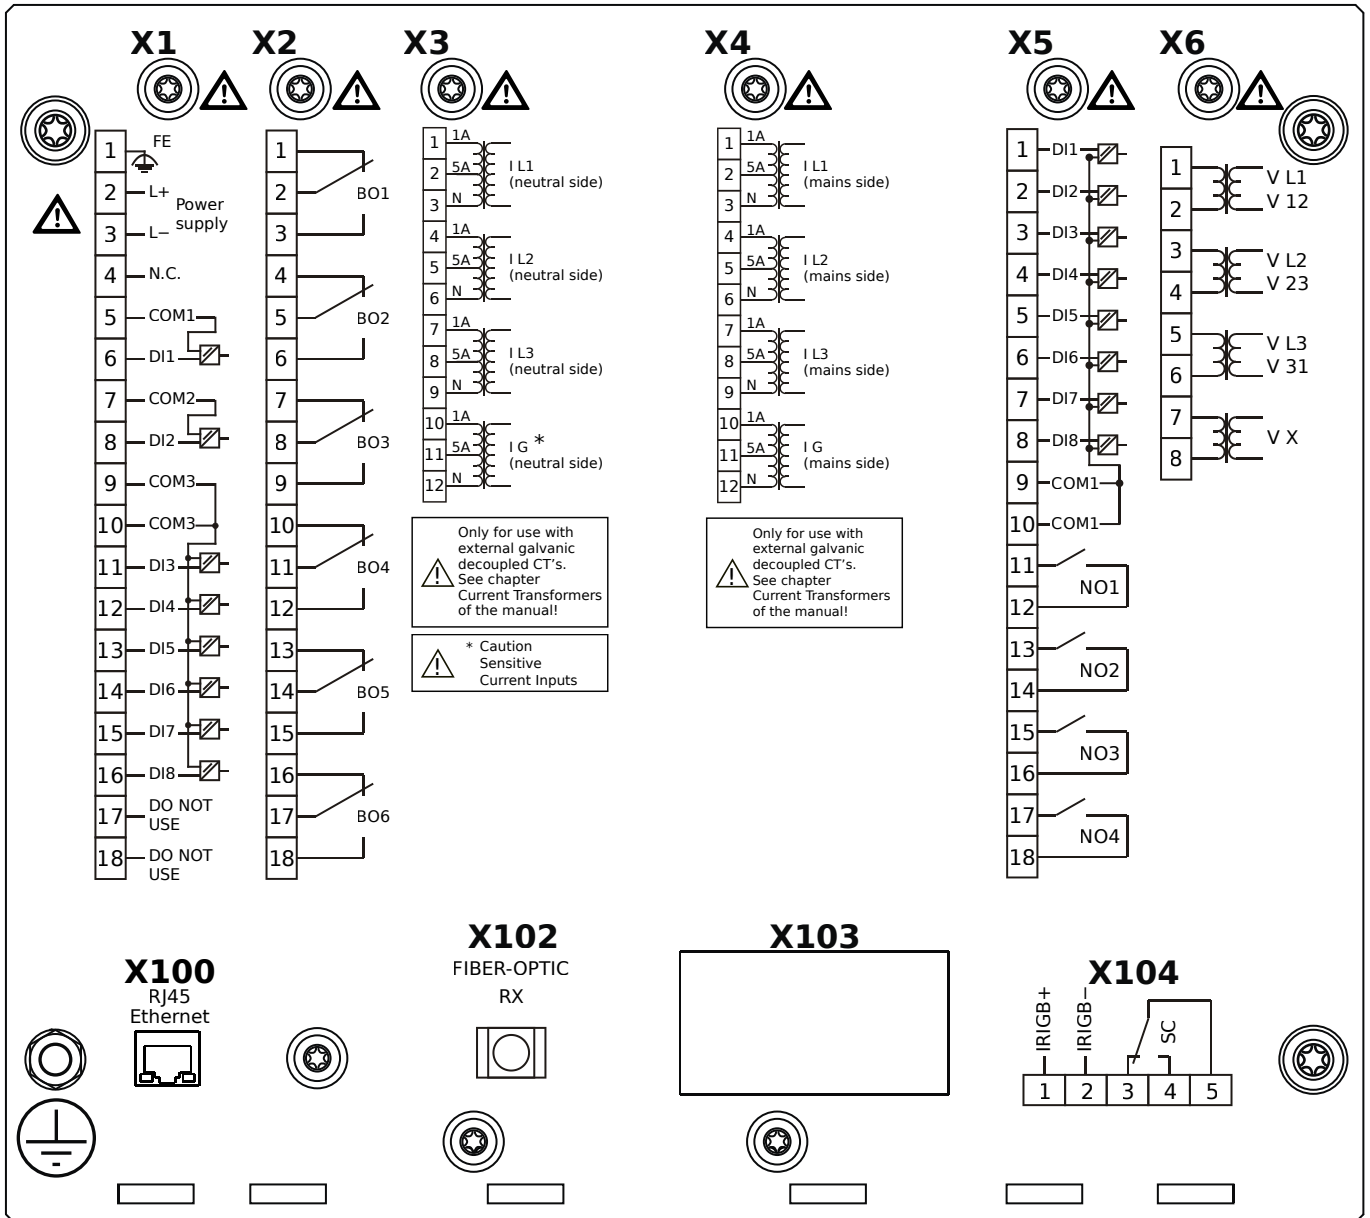 X1 X2 X3 X4 X5 X6
1 FE
2 L+ Power
supply
3 L−
4 N.C.
5 COM1
6 DI1
7 COM2
8 DI2
9 COM3
10 COM3
11 DI3
12 DI4
13 DI5
14 DI6
15 DI7
16 DI8
17 DO NOT
USE
18 DO NOT
USE
1
2 BO1
3
4
5 BO2
6
7
8 BO3
9
10
11 BO4
12
13
14 BO5
15
16
17 BO6
18
1 1A
2 5A I L1
(neutral side)
3 N
4 1A
5 5A I L2
(neutral side)
6 N
7 1A
8 5A I L3
(neutral side)
9 N
10 1A
11 5A I G *
(neutral side)
12 N
Only for use with
external galvanic
decoupled CT's.
See chapter
Current Transformers
of the manual!
* Caution
Sensitive
Current Inputs
1 1A
2 5A I L1
(mains side)
3 N
4 1A
5 5A I L2
(mains side)
6 N
7 1A
8 5A I L3
(mains side)
9 N
10 1A
11 5A I G
(mains side)
12 N
Only for use with
external galvanic
decoupled CT's.
See chapter
Current Transformers
of the manual!
1 DI1
2 DI2
3 DI3
4 DI4
5 DI5
6 DI6
7 DI7
8 DI8
9 COM1
10 COM1
11
NO1
12
13
NO2
14
15
NO3
16
17
NO4
18
1 V L1
2 V 12
3 V L2
4 V 23
5 V L3
6 V 31
7
V X
8
X100
RJ45
Ethernet
X102
FIBER-OPTIC
RX
X103
X104
IRIGB+
IRIGB−
SC
1 2 3 4 5